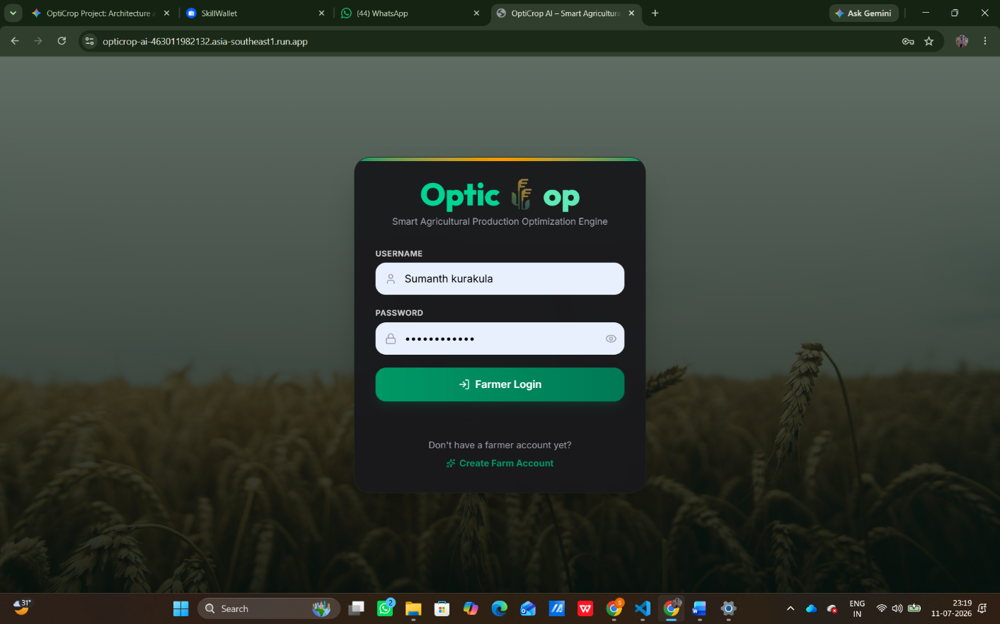 OptiCrop Project: Architecture a
SkillWallet
(44) WhatsApp
OptiCrop AI – Smart Agricultura
Ask Gemini
opticrop-ai-463011982132.asia-southeast1.run.app
Optic op
Smart Agricultural Production Optimization Engine
USERNAME
Sumanth kurakula
PASSWORD
••••••••••••
Farmer Login
Don't have a farmer account yet?
Create Farm Account
31°
Search
2
W
S
W
ENG
IN
23:19
11-07-2026